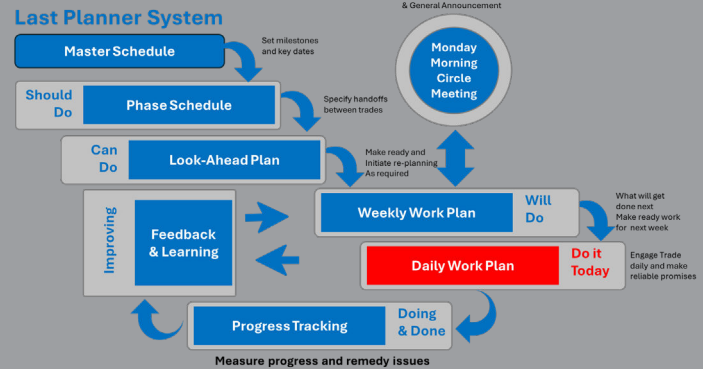 & General Announcement
Last Planner System
Master Schedule
Set milestones
and key dates
Monday
Morning
Circle
Meeting
Should
Do
Phase Schedule
Specify handoffs
between trades
Can
Do
Look-Ahead Plan
Make ready and
Initiate re-planning
As required
Improving
Feedback
& Learning
Weekly Work Plan
Will
Do
What will get
done next
Make ready work
for next week
Daily Work Plan
Do it
Today
Engage Trade
daily and make
reliable promises
Progress Tracking
Doing
& Done
Measure progress and remedy issues